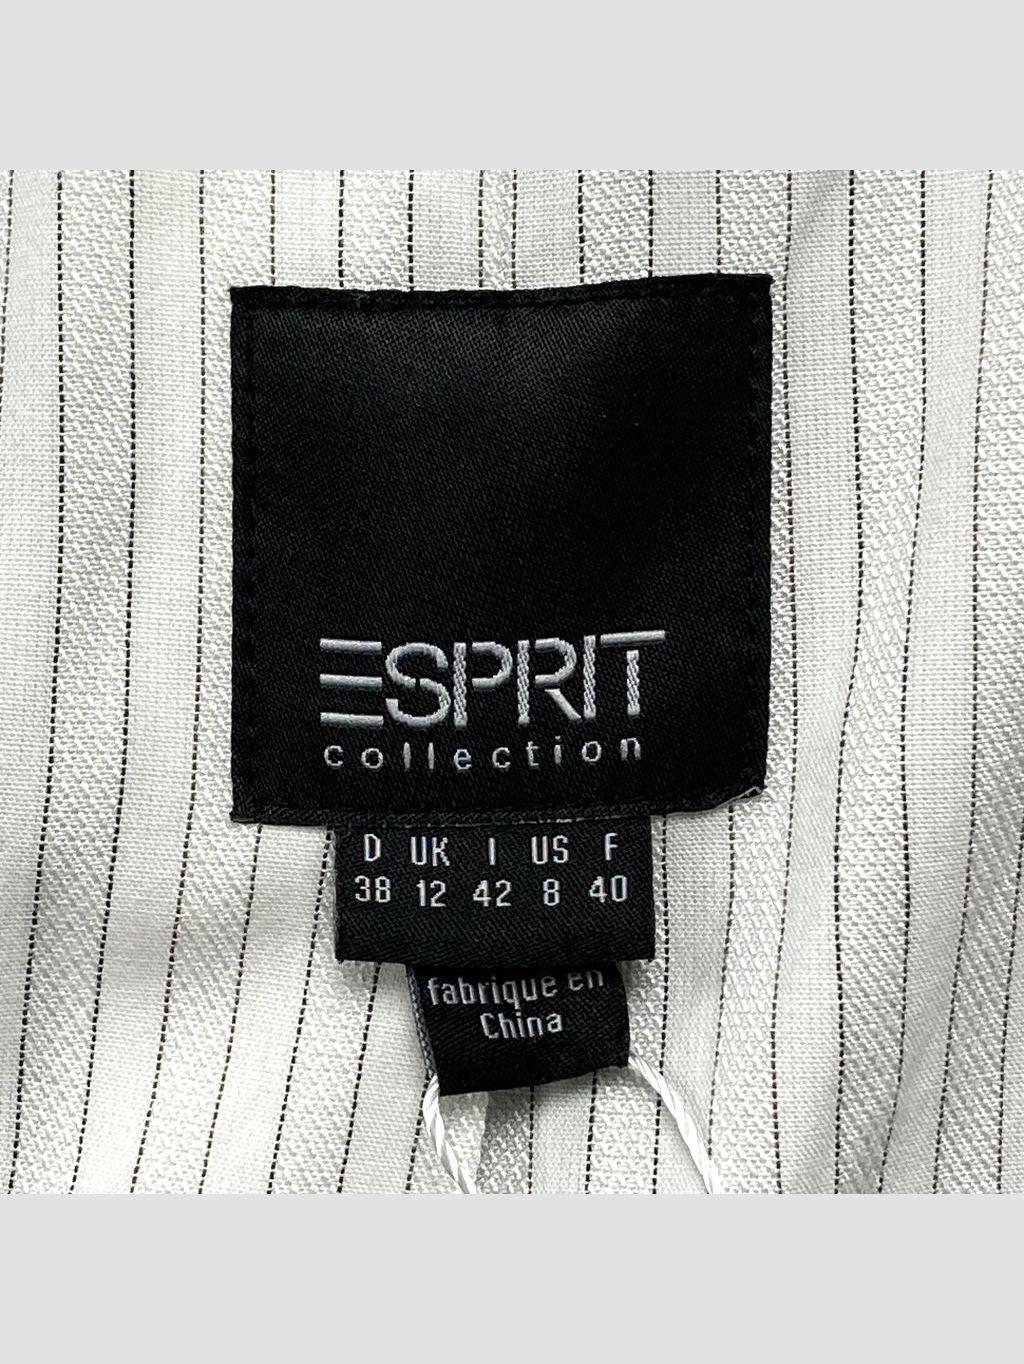 ESPRIT
collection
D UK I US F
38 12 42 8 40
fabrique en
China